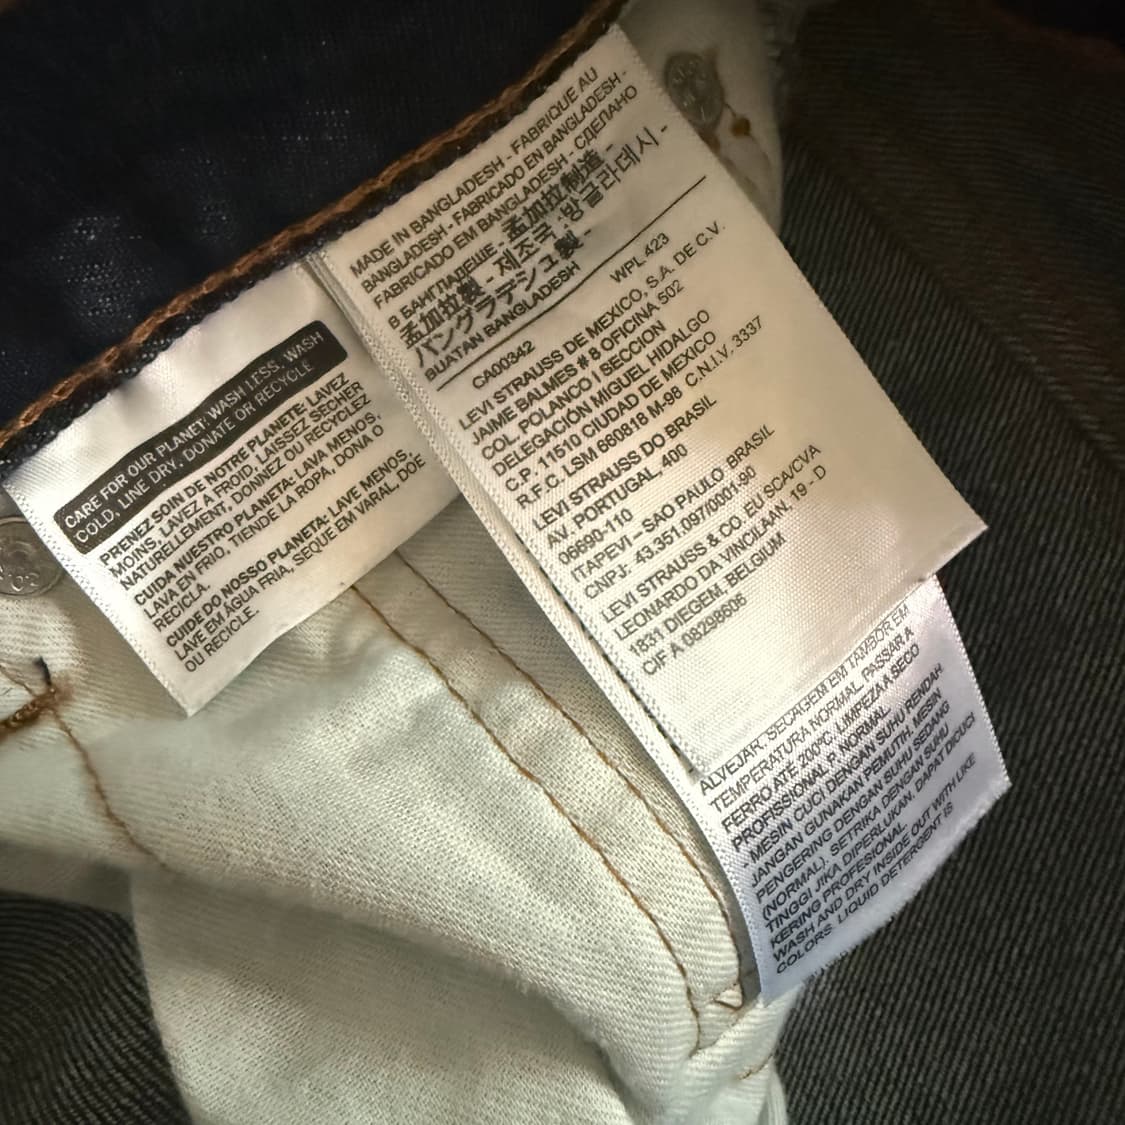 CARE FOR OUR PLANET: WASH LESS, WASH
COLD, LINE DRY, DONATE OR RECYCLE
PRENEZ SOIN DE NOTRE PLANETE LAVEZ
MOINS, LAVEZ A FROID, LAISSEZ SECHER
NATURELLEMENT, DONNEZ OU RECYCLEZ
CUIDA NUESTRO PLANETA: LAVA MENOS,
LAVA EN FRIO, TIENDE LA ROPA, DONA O
RECICLA.
CUIDE DO NOSSO PLANETA: LAVE MENOS,
LAVE EM ÁGUA FRIA, SEQUE EM VARAL, DOE
OU RECICLE.
MADE IN BANGLADESH - FABRIQUE AU
BANGLADESH - FABRICADO EN BANGLADESH -
FABRICADO EM BANGLADESH - СДЕЛАНО
В БАНГЛАДЕШЕ - 孟加拉制造 -
孟加拉製 - 제조국 : 방글라데시 -
バングラデシュ製 -
BUATAN BANGLADESH
CA00342 WPL 423
LEVI STRAUSS DE MEXICO, S.A. DE C.V.
JAIME BALMES # 8 OFICINA 502
COL. POLANCO I SECCION
DELEGACIÓN MIGUEL HIDALGO
C.P. 11510 CIUDAD DE MEXICO
R.F.C. LSM 660818 M-98 C.N.I.V. 3337
LEVI STRAUSS DO BRASIL
AV. PORTUGAL, 400
06690-110
ITAPEVI – SAO PAULO BRASIL
CNPJ- 43.351.097/0001-90
LEVI STRAUSS & CO. EU SCA/CVA
LEONARDO DA VINCILAAN, 19 - D
1831 DIEGEM, BELGIUM
CIF A 08298606
ALVEJAR, SECAGEM EM TAMBOR EM
TEMPERATURA NORMAL, PASSAR A
FERRO ATÉ 200ºC, LIMPEZA A SECO
PROFISSIONAL P, NORMAL
- MESIN CUCI DENGAN SUHU RENDAH
JANGAN GUNAKAN PEMUTIH, MESIN
PENGERING DENGAN SUHU SEDANG
(NORMAL), SETRIKA DENGAN SUHU
TINGGI JIKA DIPERLUKAN, DAPAT DICUCI
KERING PROFESIONAL
WASH AND DRY INSIDE OUT WITH LIKE
COLORS. LIQUID DETERGENT IS